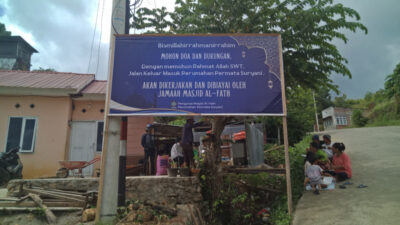 Bismillahirrahmanirrahim
MOHON DOA DAN DUKUNGAN,
Dengan memohon Rahmat Allah SWT,
Jalan Keluar Masuk Perumahan Permata Suryani
AKAN DIKERJAKAN DAN DIBIAYAI OLEH
JAMAAH MASJID AL-FATH